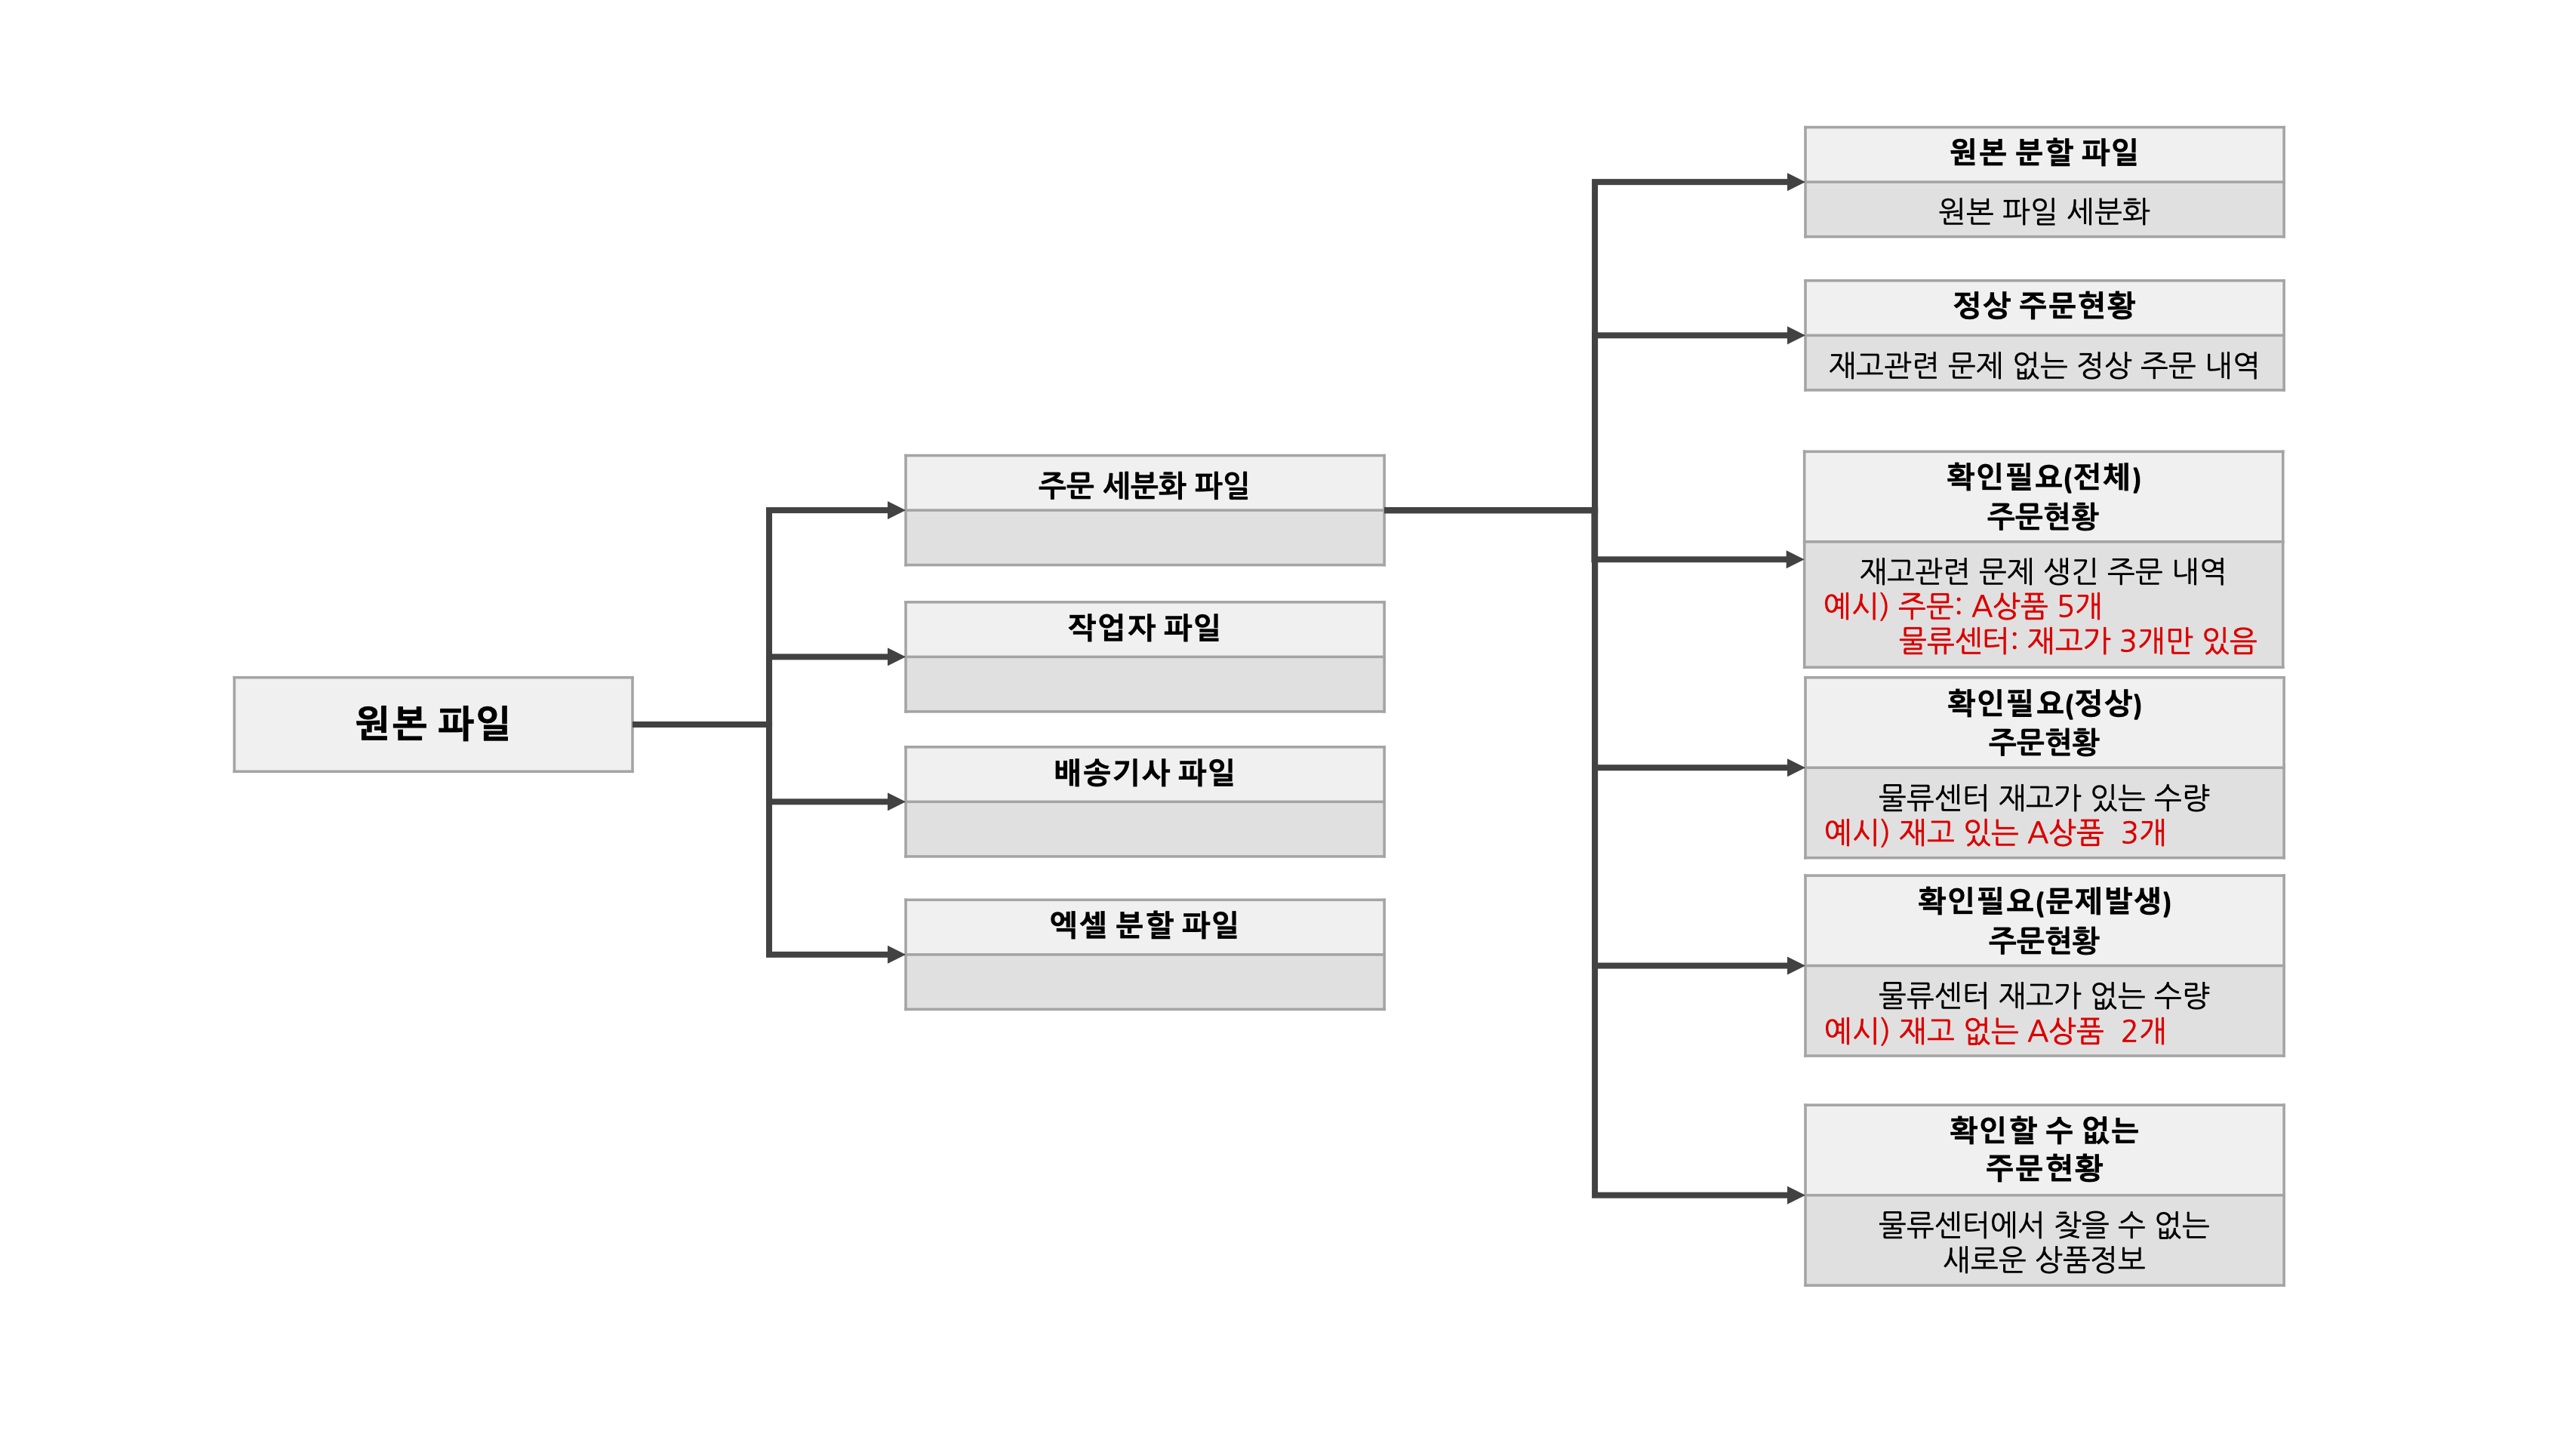 원본 파일
주문 세분화 파일
작업자 파일
배송기사 파일
엑셀 분할 파일
원본 분할 파일
원본 파일 세분화
정상 주문현황
재고관련 문제 없는 정상 주문 내역
확인필요(전체)
주문현황
재고관련 문제 생긴 주문 내역
예시) 주문: A상품 5개
물류센터: 재고가 3개만 있음
확인필요(정상)
주문현황
물류센터 재고가 있는 수량
예시) 재고 있는 A상품  3개
확인필요(문제발생)
주문현황
물류센터 재고가 없는 수량
예시) 재고 없는 A상품  2개
확인할 수 없는
주문현황
물류센터에서 찾을 수 없는
새로운 상품정보